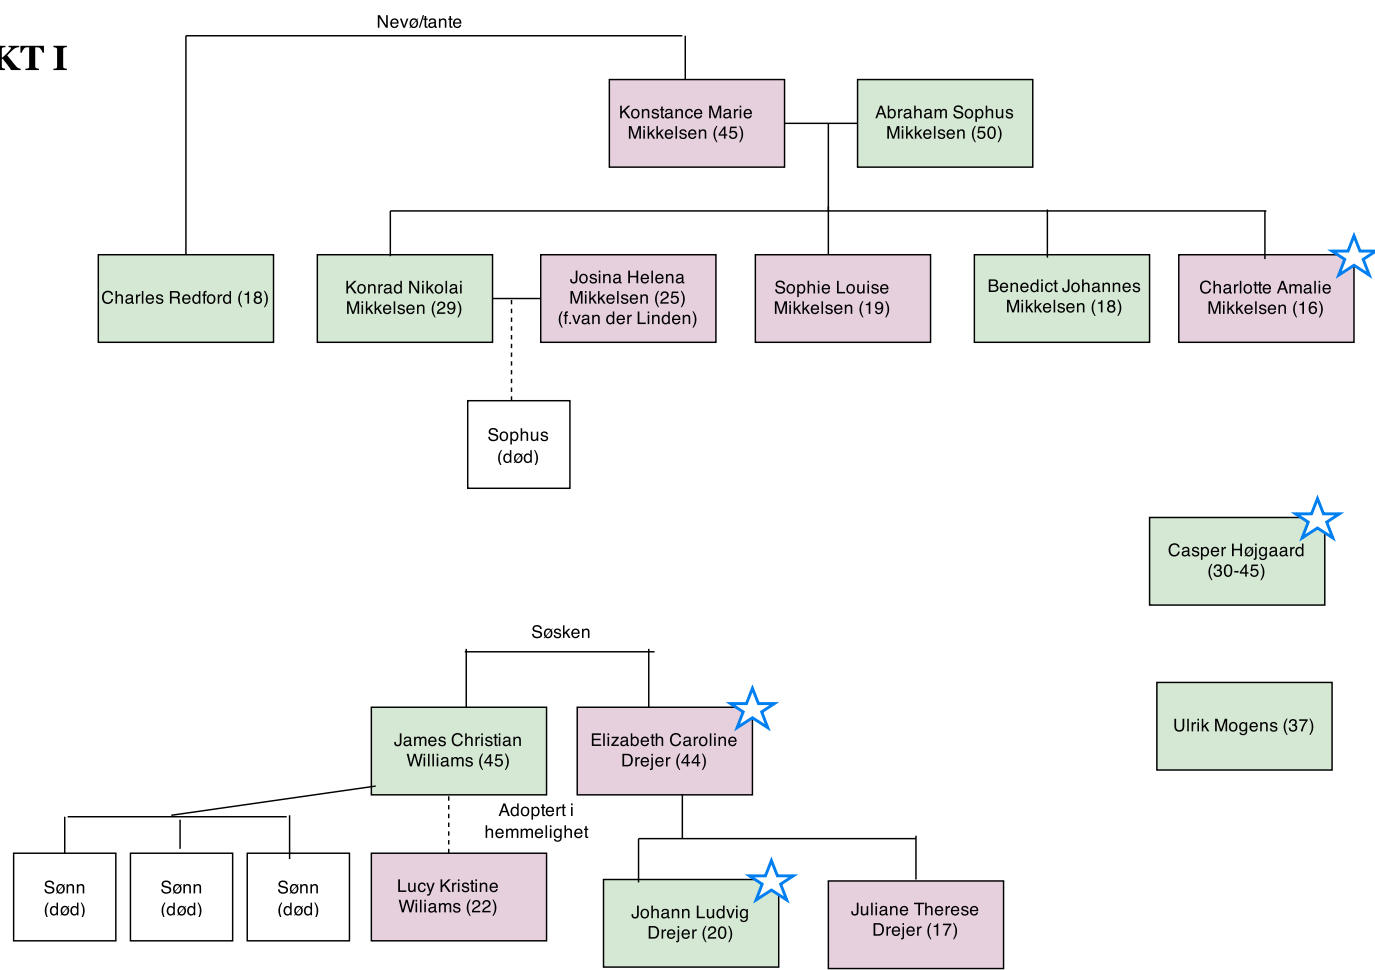 Nevø/tante
KT I
Konstance Marie
Mikkelsen (45)
Abraham Sophus
Mikkelsen (50)
Charles Redford (18)
Konrad Nikolai
Mikkelsen (29)
Josina Helena
Mikkelsen (25)
(f.van der Linden)
Sophie Louise
Mikkelsen (19)
Benedict Johannes
Mikkelsen (18)
Charlotte Amalie
Mikkelsen (16)
Sophus
(død)
Casper Højgaard
(30-45)
Søsken
James Christian
Williams (45)
Elizabeth Caroline
Drejer (44)
Ulrik Mogens (37)
Adoptert i
hemmelighet
Sønn
(død)
Sønn
(død)
Sønn
(død)
Lucy Kristine
Wiliams (22)
Johann Ludvig
Drejer (20)
Juliane Therese
Drejer (17)